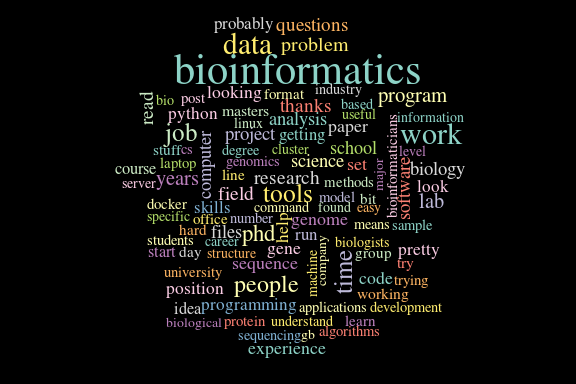 probably questions
data problem
bioinformatics
looking format industry
read bio post thanks based program
python masters useful information
linux analysis
job project getting paper work
stuff cs degree cluster school bioinformaticians level
computer laptop genomics science set major software biology
course line
server years research methods look
field tools model bit lab
docker skills command found easy
specific office number help genome means sample
hard files phd run
students career biologists
start day structure gene group pretty
sequence machine company time try
university
position people code trying
working
idea programming applications development
biological protein understand learn
sequencing gb algorithms
experience